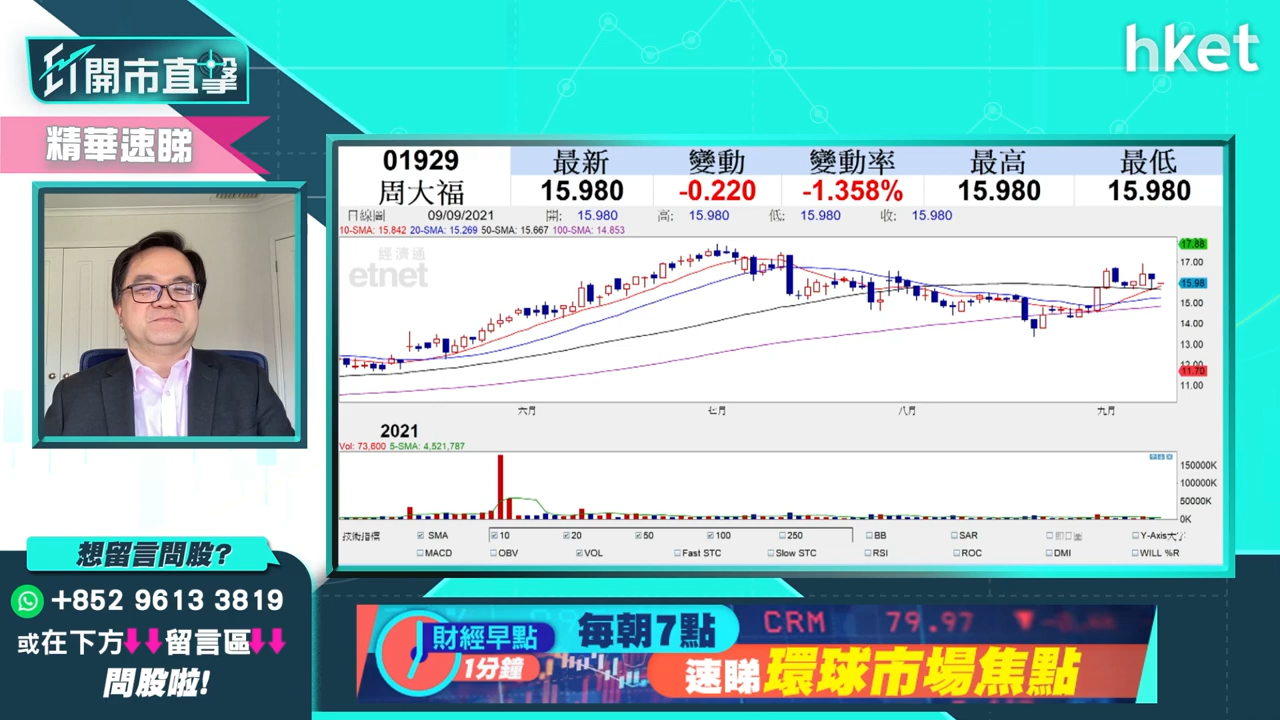 hket
開市直擊
精華速睇
01929
周大福
最新 變動 變動率 最高 最低
15.980 -0.220 -1.358% 15.980 15.980
日線圖 09/09/2021 開: 15.980 高: 15.980 低: 15.980 收: 15.980
10-SMA: 15.842 20-SMA: 15.269 50-SMA: 15.667 100-SMA: 14.853
經濟通
etnet
17.88
17.00
15.98
15.00
14.00
13.00
12.00
11.70
11.00
六月 七月 八月 九月
2021
Vol: 73,600 5-SMA: 4,521,787
150000K
100000K
50000K
0K
技術指標 SMA 10 20 50 100 250 BB SAR Y-Axis大字
MACD OBV VOL Fast STC Slow STC RSI ROC DMI WILL %R
想留言問股?
+852 9613 3819
或在下方留言區
問股啦!
財經早點
1分鐘
每朝7點
速睇環球市場焦點
CRM 79.97